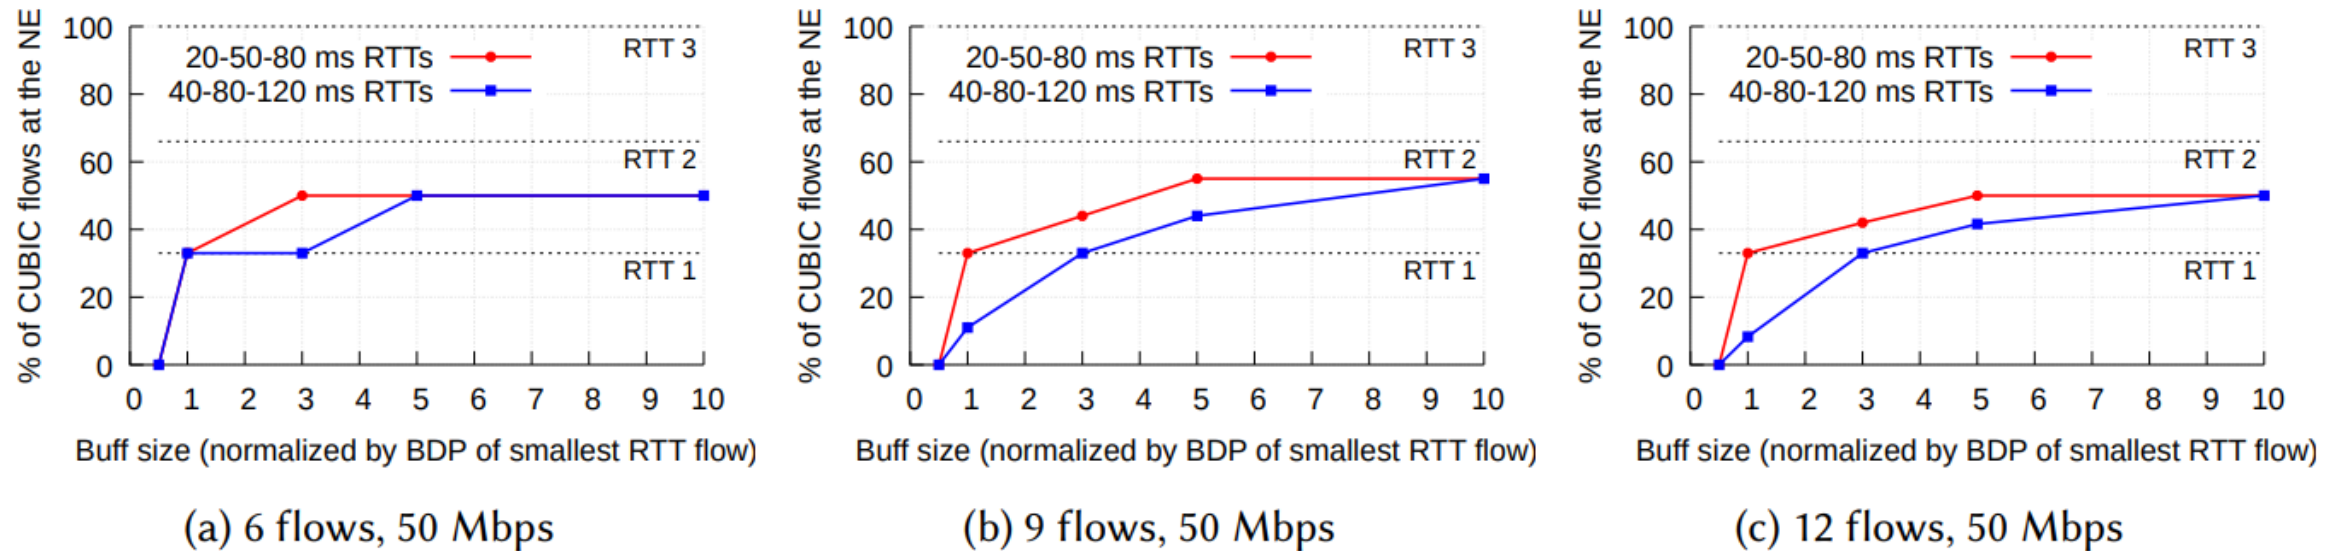 % of CUBIC flows at the NE
100
80
60
40
20
0
20-50-80 ms RTTs
40-80-120 ms RTTs
RTT 3
RTT 2
RTT 1
0 1 2 3 4 5 6 7 8 9 10
Buff size (normalized by BDP of smallest RTT flow)
(a) 6 flows, 50 Mbps
% of CUBIC flows at the NE
100
80
60
40
20
0
20-50-80 ms RTTs
40-80-120 ms RTTs
RTT 3
RTT 2
RTT 1
0 1 2 3 4 5 6 7 8 9 10
Buff size (normalized by BDP of smallest RTT flow)
(b) 9 flows, 50 Mbps
% of CUBIC flows at the NE
100
80
60
40
20
0
20-50-80 ms RTTs
40-80-120 ms RTTs
RTT 3
RTT 2
RTT 1
0 1 2 3 4 5 6 7 8 9 10
Buff size (normalized by BDP of smallest RTT flow)
(c) 12 flows, 50 Mbps